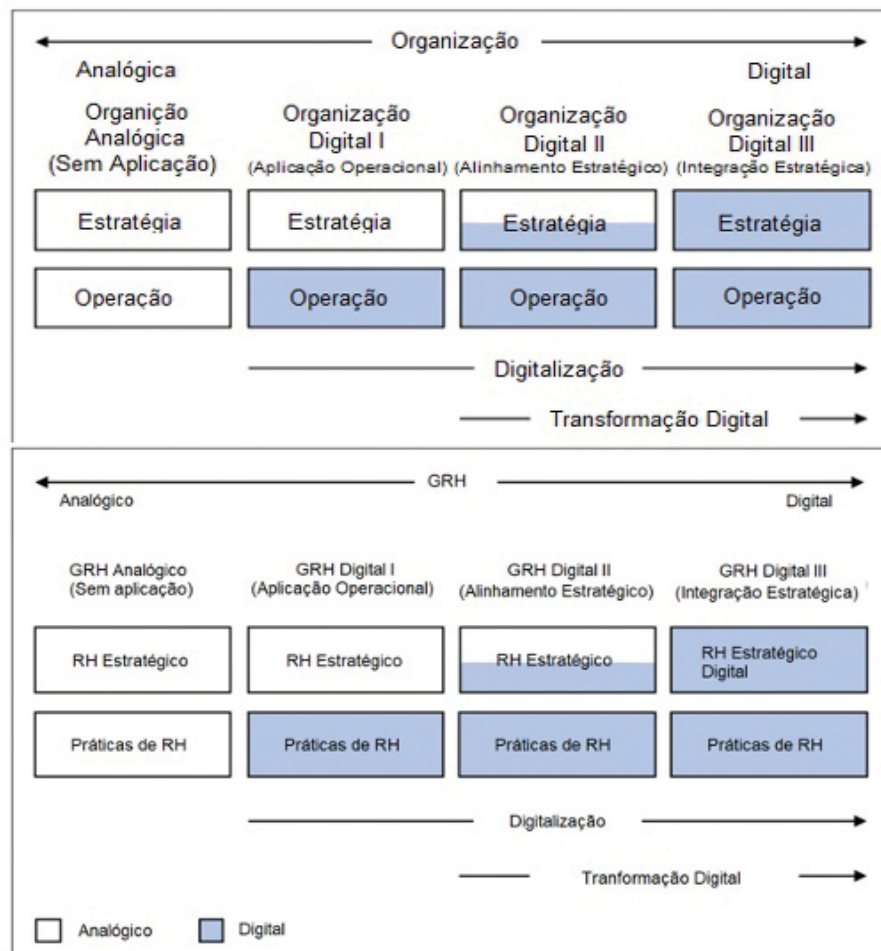 Organização
Analógica Digital
Organição Analógica (Sem Aplicação)
Organização Digital I (Aplicação Operacional)
Organização Digital II (Alinhamento Estratégico)
Organização Digital III (Integração Estratégica)
Estratégia Estratégia Estratégia Estratégia
Operação Operação Operação Operação
Digitalização
Transformação Digital
GRH
Analógico Digital
GRH Analógico (Sem aplicação)
GRH Digital I (Aplicação Operacional)
GRH Digital II (Alinhamento Estratégico)
GRH Digital III (Integração Estratégica)
RH Estratégico RH Estratégico RH Estratégico RH Estratégico Digital
Práticas de RH Práticas de RH Práticas de RH Práticas de RH
Digitalização
Tranformação Digital
Analógico Digital